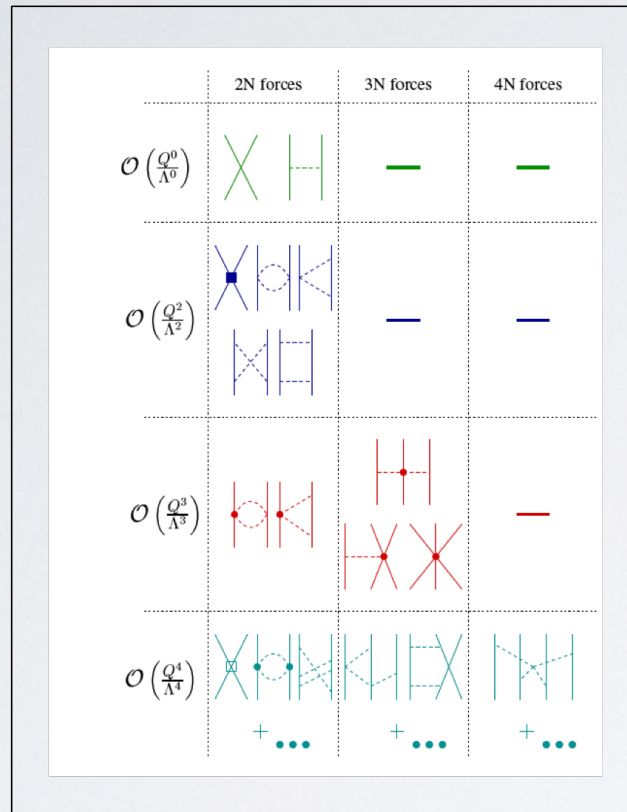 2N forces 3N forces 4N forces
𝒪 (Q⁰/Λ⁰)
𝒪 (Q²/Λ²)
𝒪 (Q³/Λ³)
𝒪 (Q⁴/Λ⁴)
+ ••• + ••• + •••